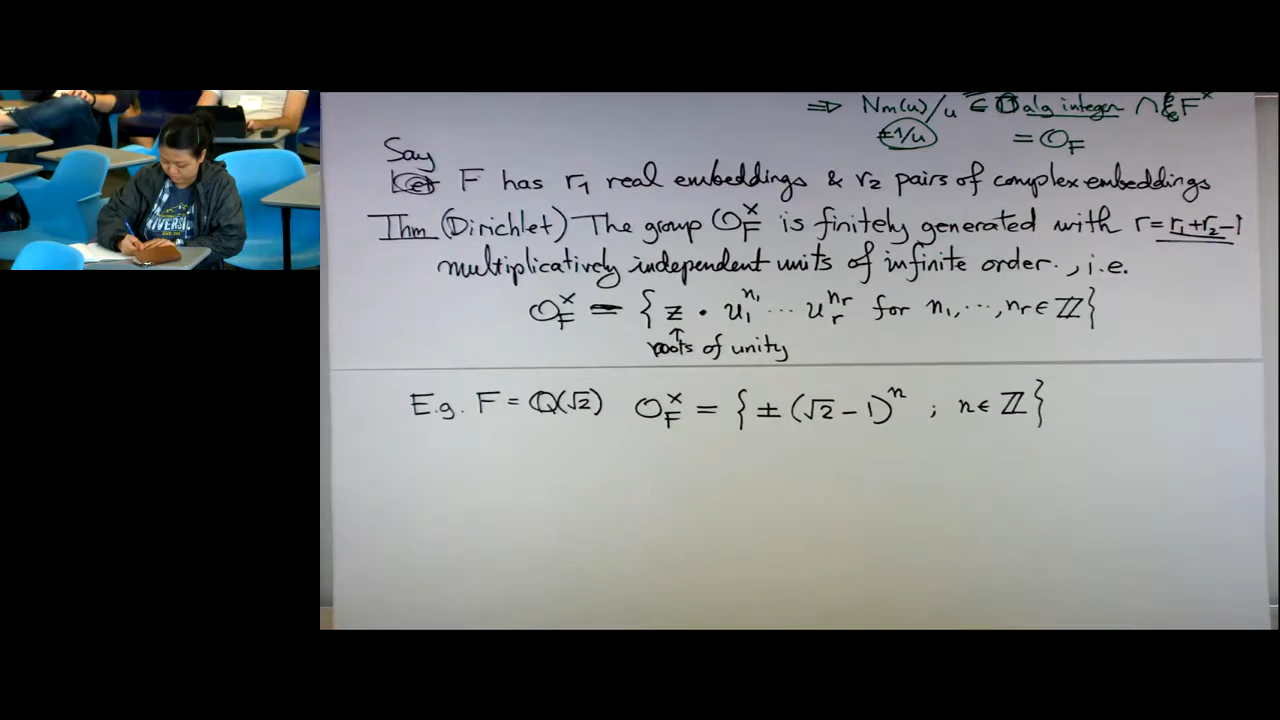 ⇒ Nm(u)/u ∈ alg integer ∩ F^×
±1/u = O_F
Say
Let F has r₁ real embeddings & r₂ pairs of complex embeddings
Thm (Dirichlet) The group O_F^× is finitely generated with r = r₁+r₂-1
multiplicatively independent units of infinite order., i.e.
O_F^× = { z · u₁^{n₁} ... u_r^{n_r} for n₁, ..., n_r ∈ ℤ }
roots of unity
E.g. F = ℚ(√2) O_F^× = { ± (√2 - 1)^n ; n ∈ ℤ }